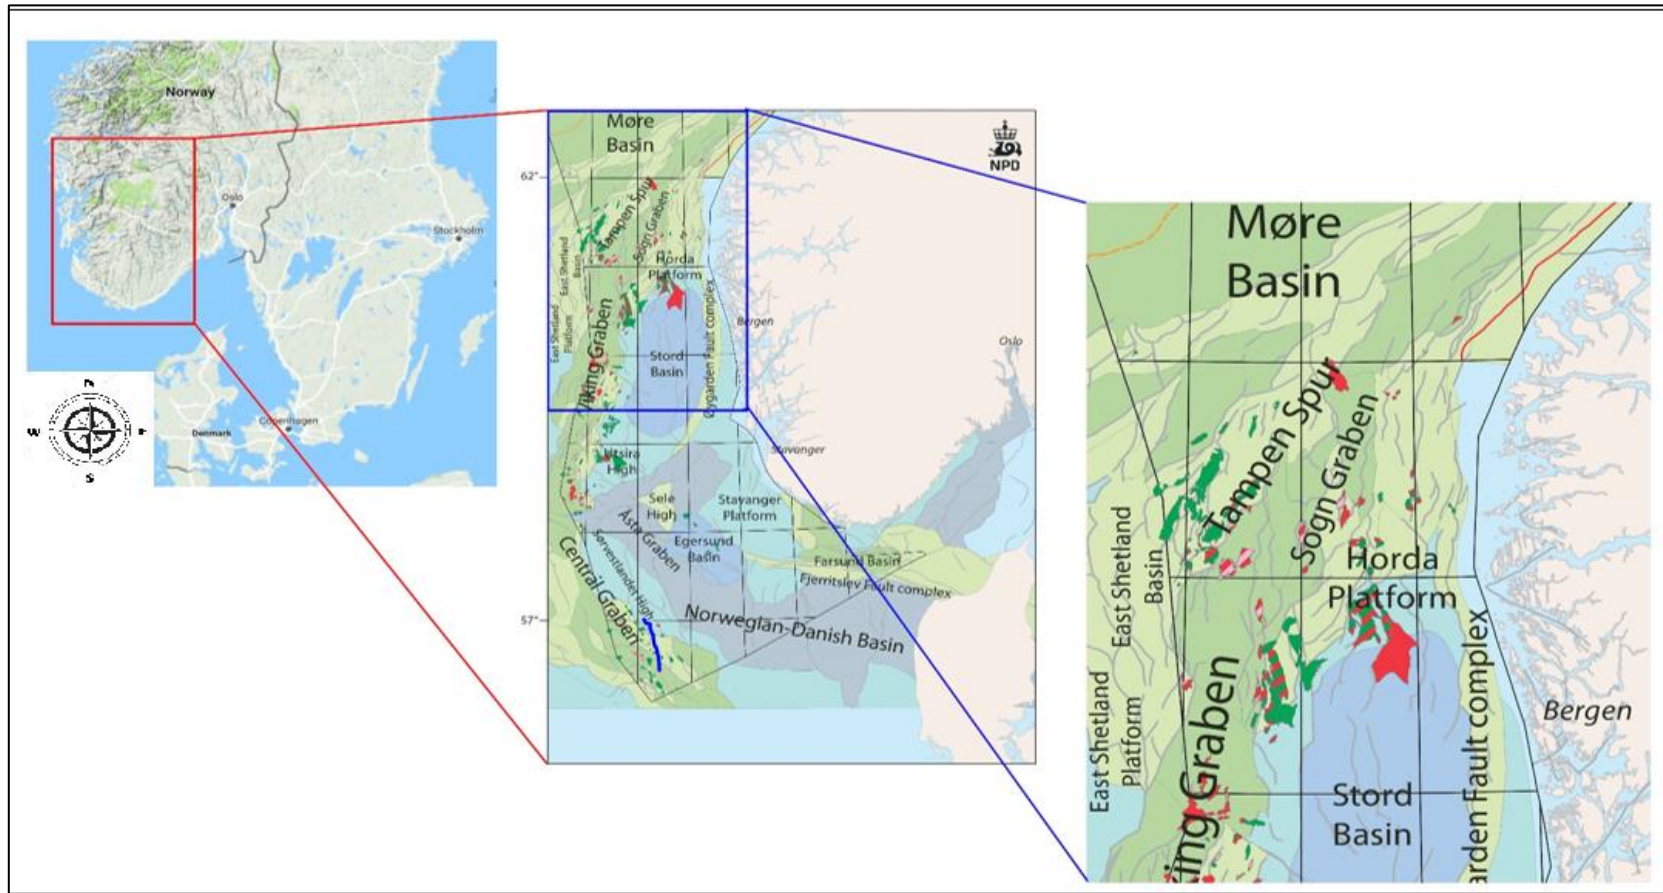 Norway
Oslo
Stockholm
Copenhagen
Denmark
N
W
E
S
NPD
Møre
Basin
62°
Tampen Spur
Sogn Graben
East Shetland
Basin
Horda
Platform
East Shetland
Platform
Viking Graben
Øygarden Fault complex
Bergen
Oslo
Stord
Basin
Utsira
High
Stavanger
Sele
High
Stavanger
Platform
Åsta Graben
Egersund
Basin
Sørvestlandet High
Central Graben
Farsund Basin
Fjerritslev Fault complex
57°
Norwegian-Danish Basin
Møre
Basin
Tampen Spur
Sogn Graben
East Shetland
Basin
Horda
Platform
East Shetland
Platform
king Graben
arden Fault complex
Bergen
Stord
Basin